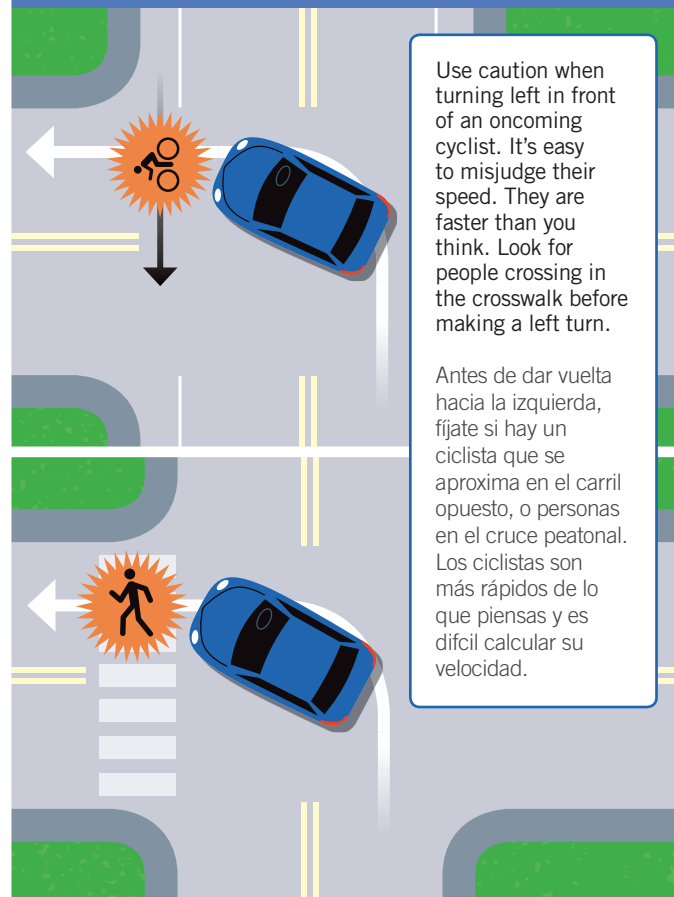 Use caution when
turning left in front
of an oncoming
cyclist. It's easy
to misjudge their
speed. They are
faster than you
think. Look for
people crossing in
the crosswalk before
making a left turn.
Antes de dar vuelta
hacia la izquierda,
fíjate si hay un
ciclista que se
aproxima en el carril
opuesto, o personas
en el cruce peatonal.
Los ciclistas son
más rápidos de lo
que piensas y es
difcil calcular su
velocidad.